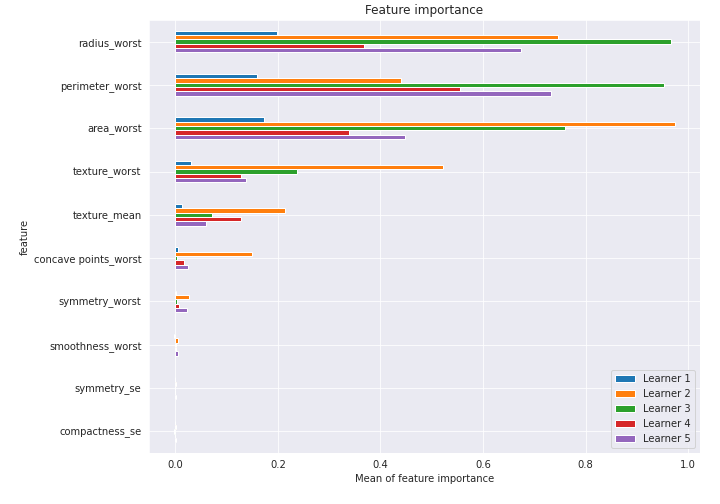 Feature importance
radius_worst
perimeter_worst
area_worst
texture_worst
texture_mean
concave points_worst
symmetry_worst
smoothness_worst
symmetry_se
compactness_se
feature
Learner 1
Learner 2
Learner 3
Learner 4
Learner 5
0.0 0.2 0.4 0.6 0.8 1.0
Mean of feature importance